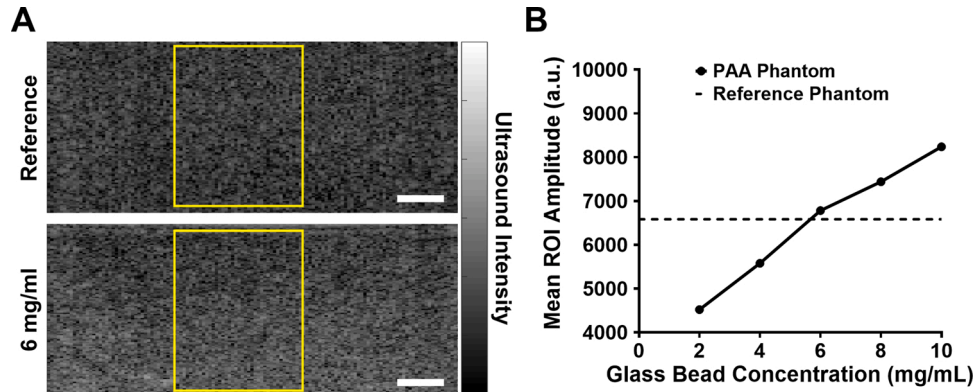 A
Reference
6 mg/ml
Ultrasound Intensity
B
PAA Phantom
Reference Phantom
Mean ROI Amplitude (a.u.)
10000
9000
8000
7000
6000
5000
4000
0 2 4 6 8 10
Glass Bead Concentration (mg/mL)